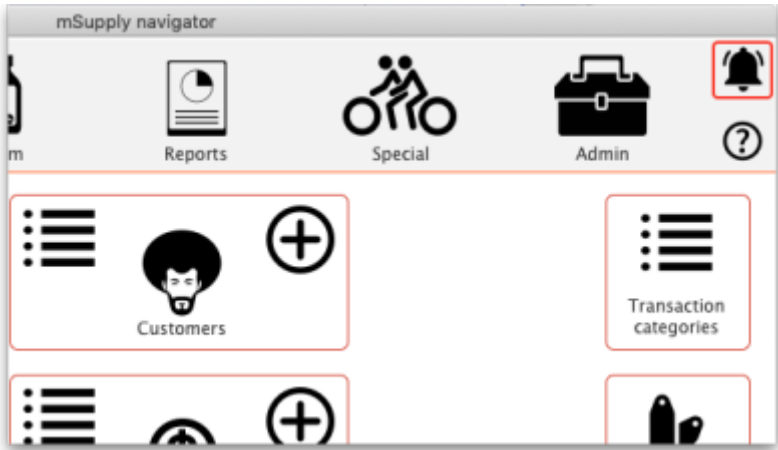 mSupply navigator
m
Reports
Special
Admin
?
Customers
Transaction
categories